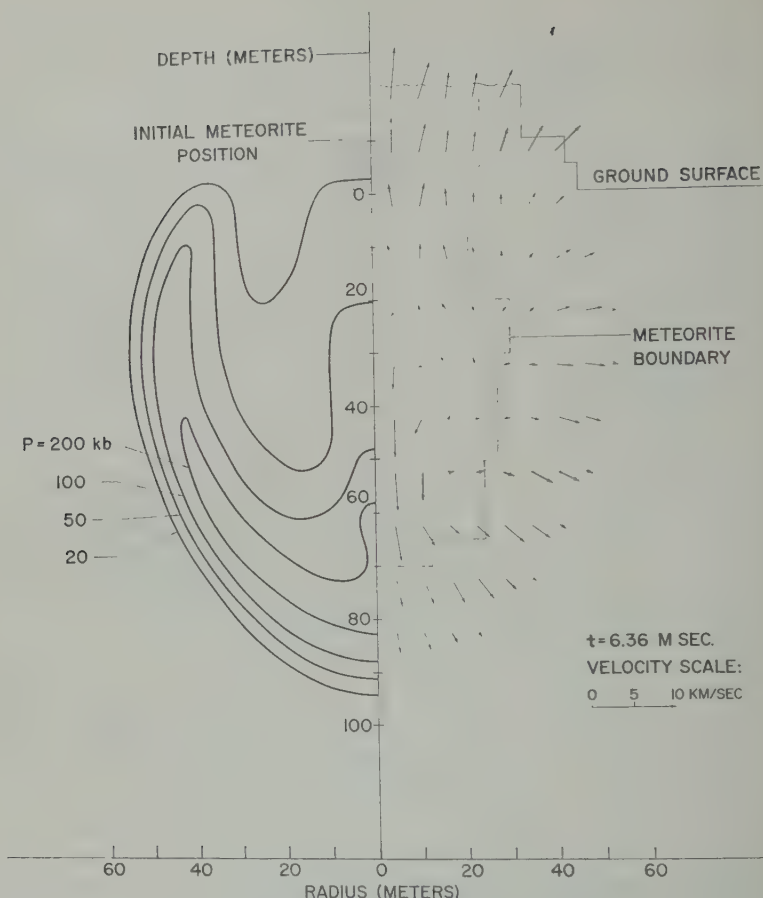 DEPTH (METERS)
INITIAL METEORITE
POSITION
GROUND SURFACE
0
20
METEORITE
BOUNDARY
40
P = 200 kb
100
60
50
20
80
t = 6.36 M SEC.
VELOCITY SCALE:
0 5 10 KM/SEC
100
60 40 20 0 20 40 60
RADIUS (METERS)